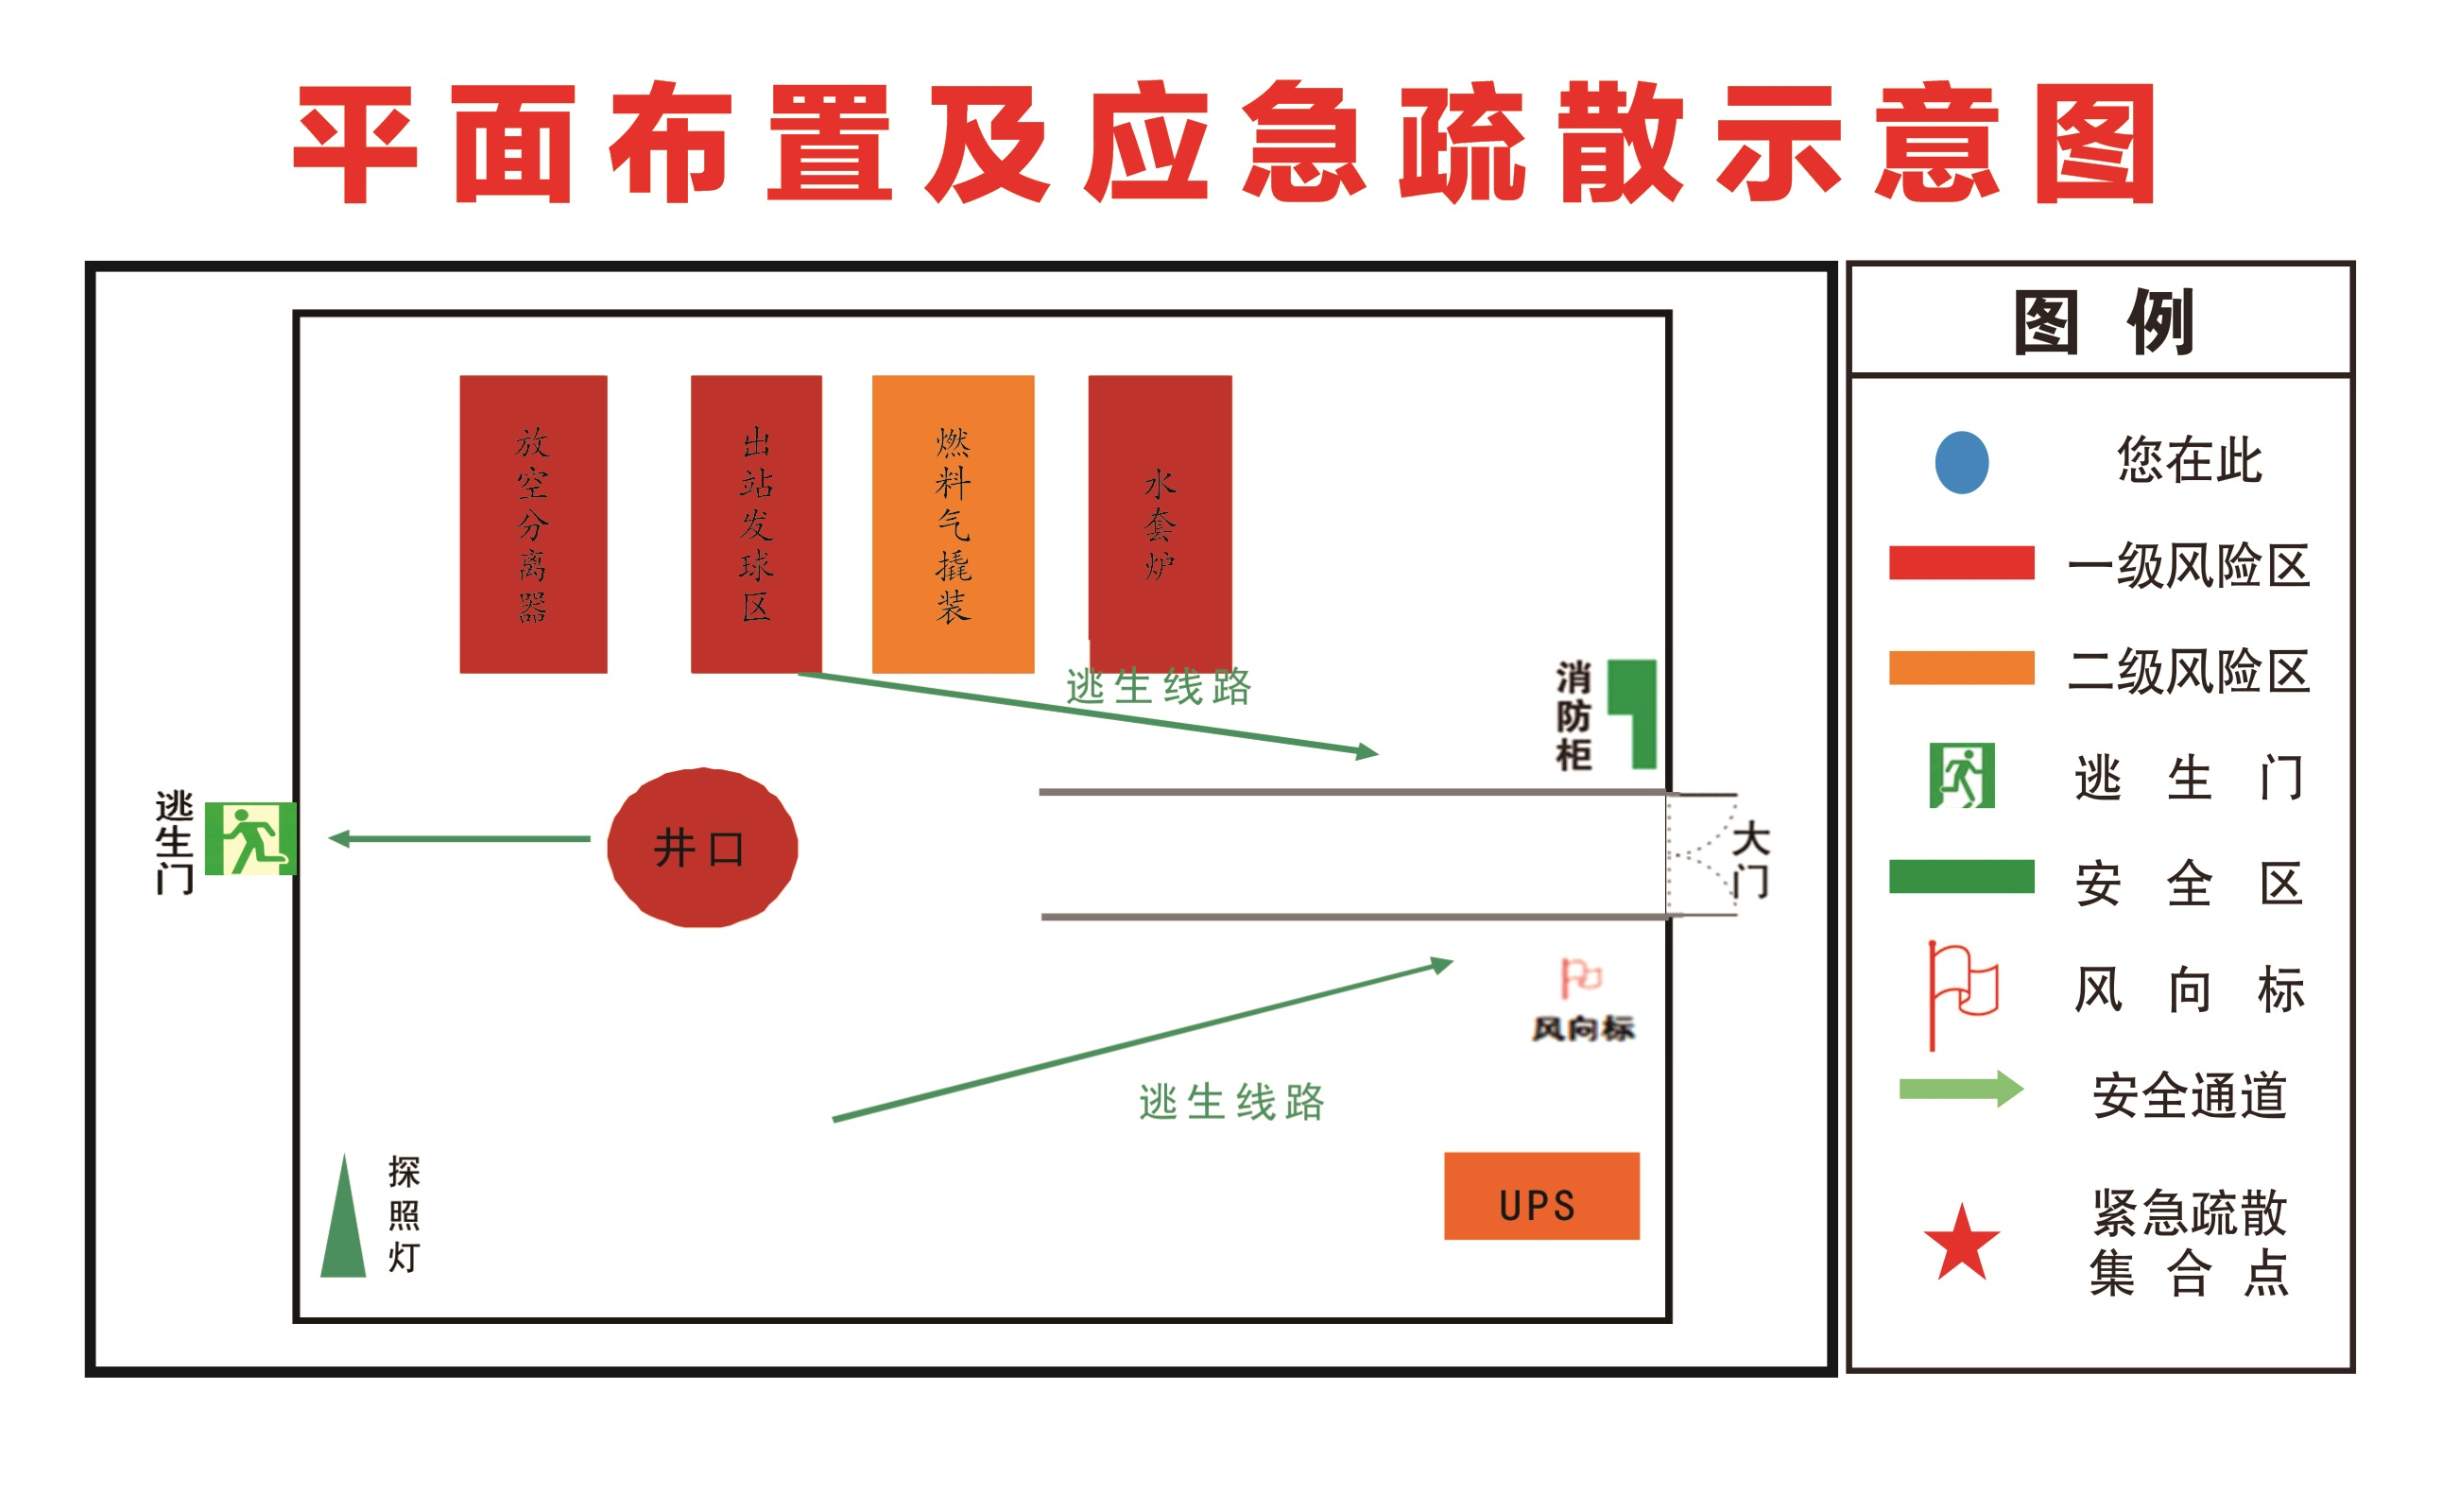 平面布置及应急疏散示意图
放空分离器
出站发球区
燃料气撬装
水套炉
逃生线路
消防柜
逃生门
井口
大门
风向标
逃生线路
探照灯
UPS
图 例
您在此
一级风险区
二级风险区
逃 生 门
安 全 区
风 向 标
安全通道
紧急疏散
集 合 点